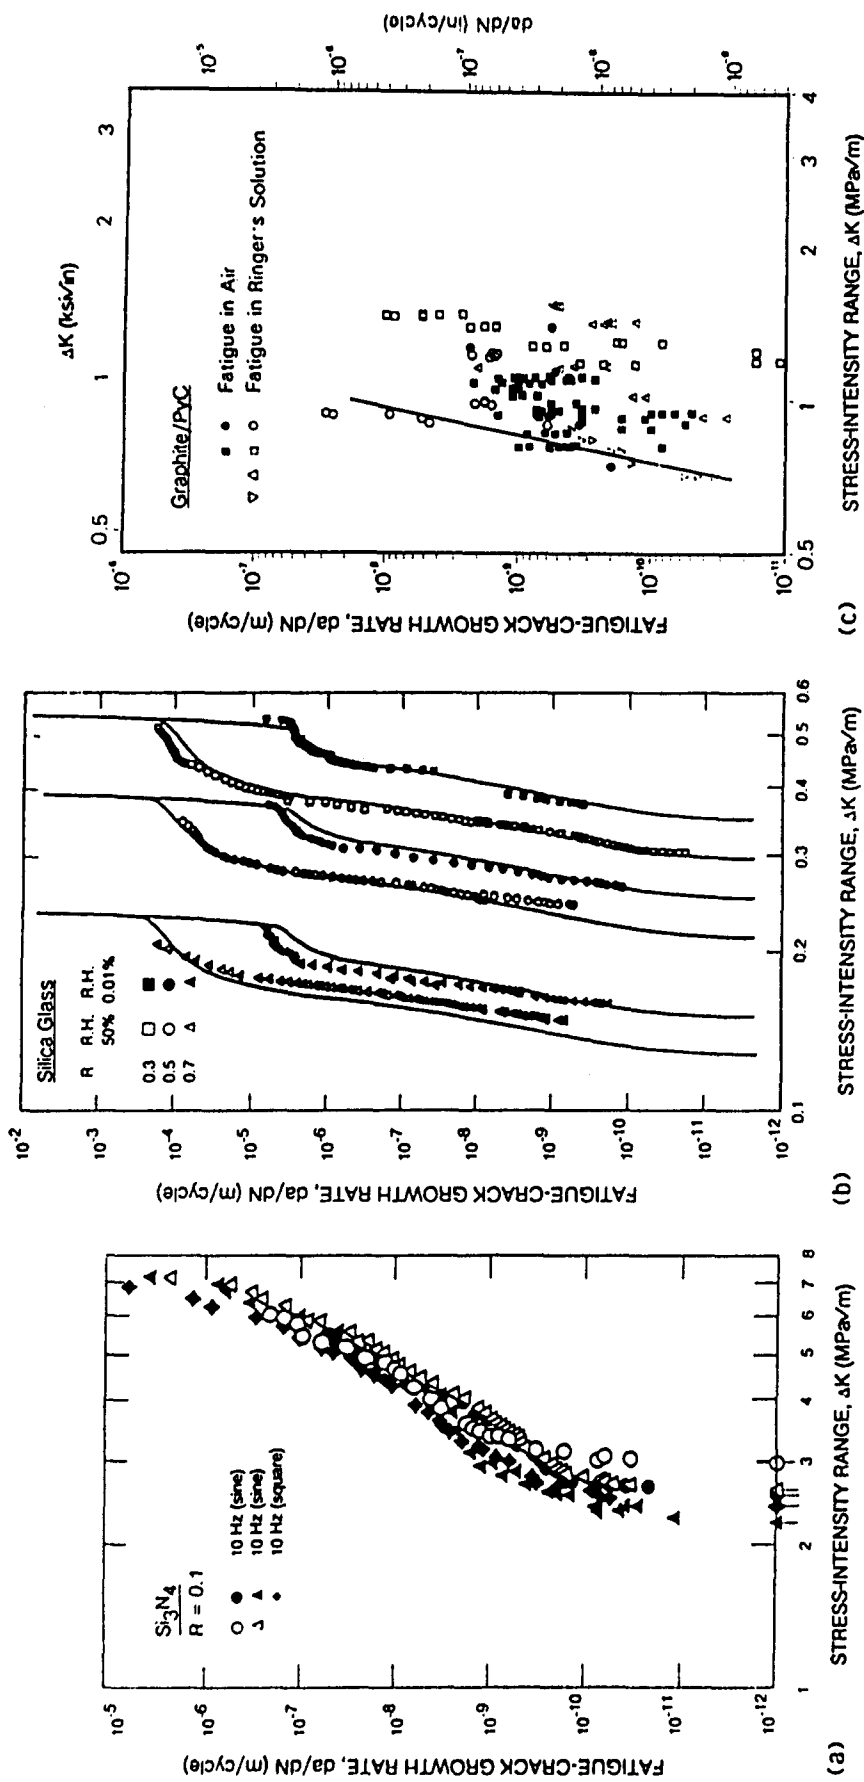 Si3N4
R = 0.1
10 Hz (sine)
10 Hz (sine)
10 Hz (square)
FATIGUE-CRACK GROWTH RATE, da/dN (m/cycle)
10-5
10-6
10-7
10-8
10-9
10-10
10-11
10-12
1
2
3
4
5
6
7
8
STRESS-INTENSITY RANGE, ΔK (MPa√m)
(a)
Silica Glass
R R.H. R.H.
50% 0.01%
0.3
0.5
0.7
FATIGUE-CRACK GROWTH RATE, da/dN (m/cycle)
10-2
10-3
10-4
10-5
10-6
10-7
10-8
10-9
10-10
10-11
10-12
0.1
0.2
0.3
0.4
0.5
0.6
STRESS-INTENSITY RANGE, ΔK (MPa√m)
(b)
ΔK (ksi√in)
0.5
1
2
3
Graphite/PyC
Fatigue in Air
Fatigue in Ringer's Solution
FATIGUE-CRACK GROWTH RATE, da/dN (m/cycle)
10-6
10-7
10-8
10-9
10-10
10-11
da/dN (in/cycle)
10-5
10-6
10-7
10-8
10-9
0.5
1
2
3
4
STRESS-INTENSITY RANGE, ΔK (MPa√m)
(c)